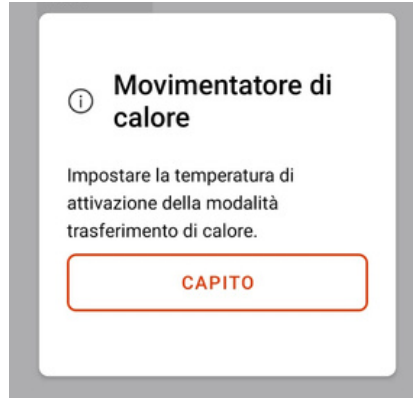 Movimentatore di
calore
Impostare la temperatura di
attivazione della modalità
trasferimento di calore.
CAPITO